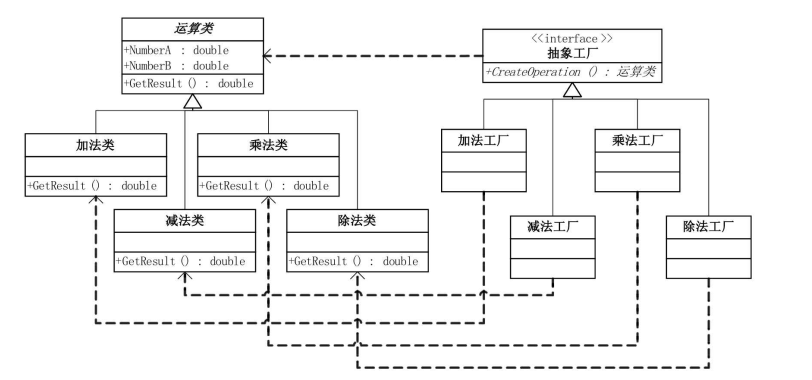 运算类
+NumberA : double
+NumberB : double
+GetResult () : double
<<interface >>
抽象工厂
+CreateOperation () : 运算类
加法类
+GetResult () : double
乘法类
+GetResult () : double
加法工厂
乘法工厂
减法类
+GetResult () : double
除法类
+GetResult () : double
减法工厂
除法工厂